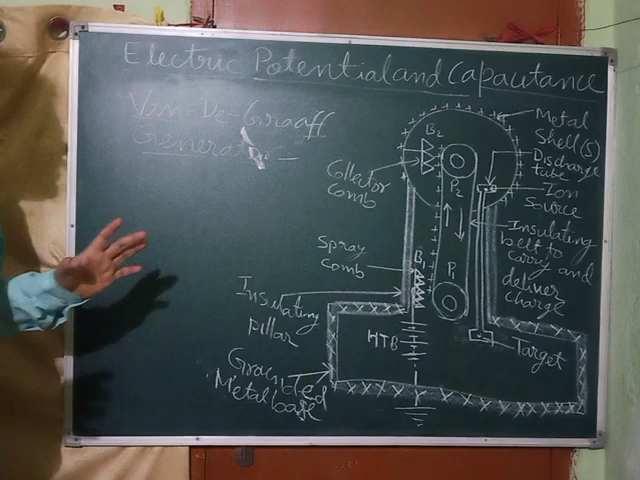 Electric Potential and Capacitance
Van-De-Graaff
Generator -
Metal
Shell(S)
Discharge
tube
Ion
Source
B2
Collector
comb
P2
Insulating
belt to
carry and
deliver
charge
Spray
comb
B1
P1
Insulating
pillar
HTB
Target
Grounded
Metal base